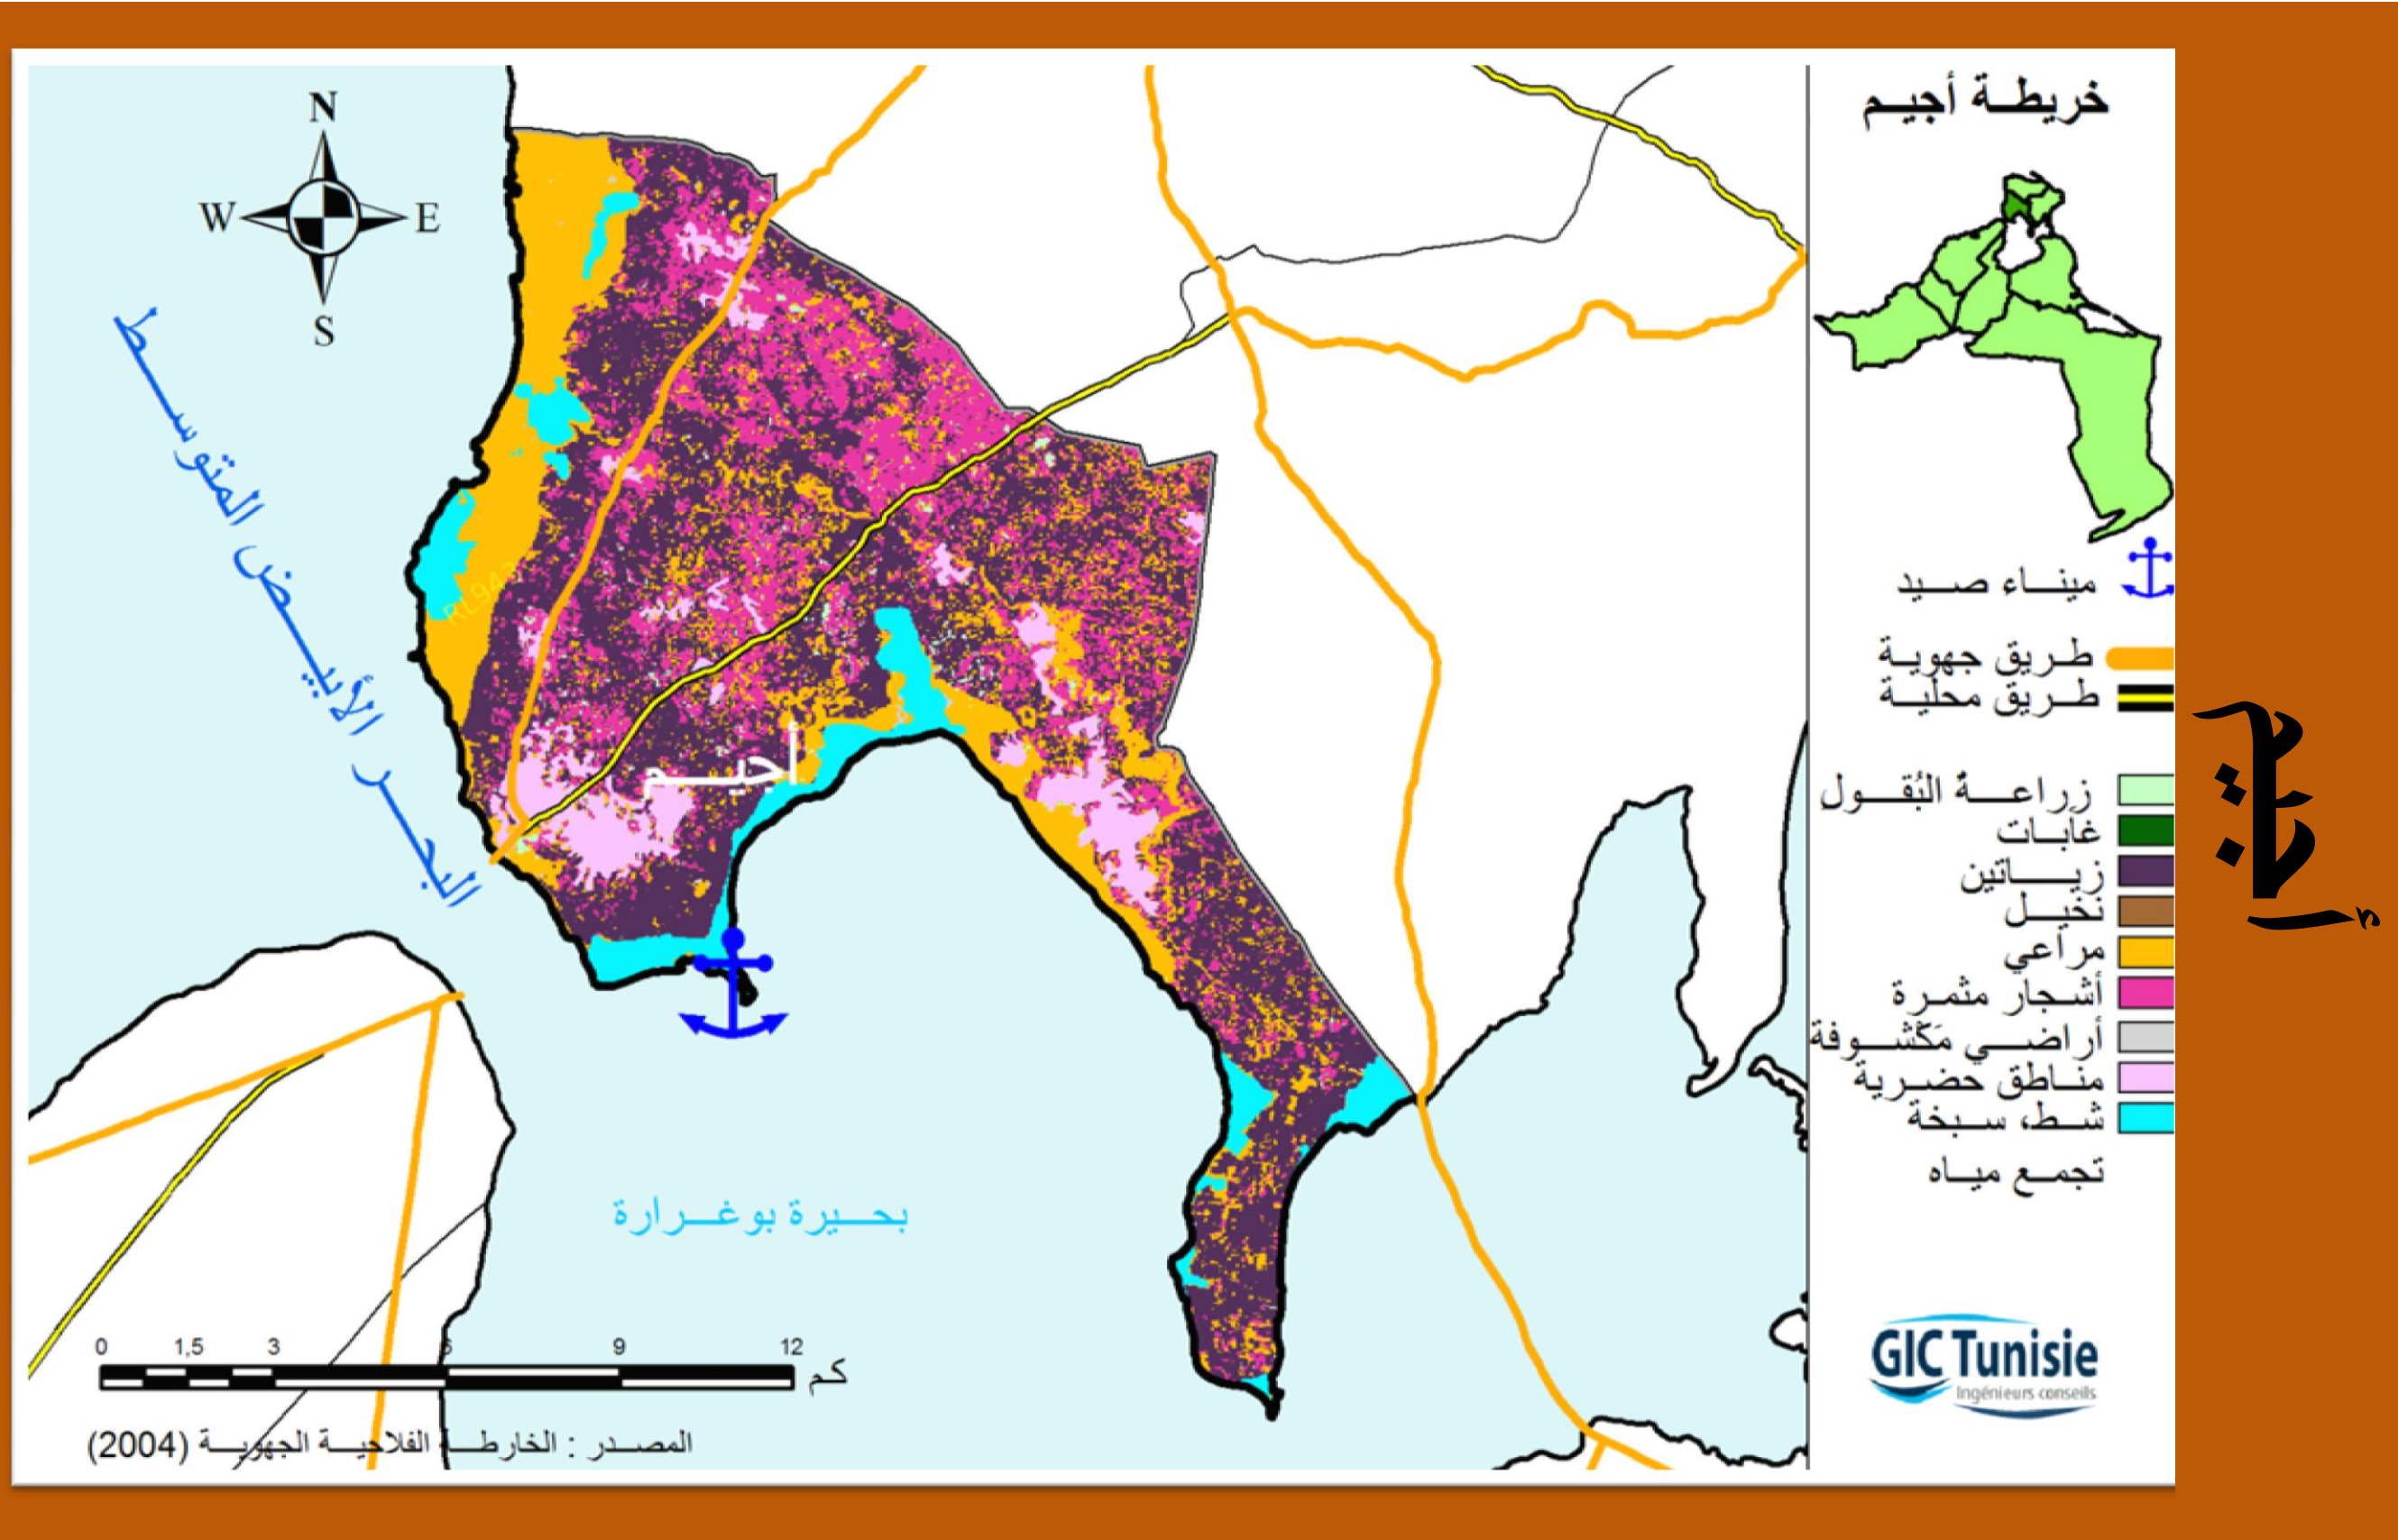 خريطة أجيم
N
W
E
S
البحر الأبيض المتوسط
RL943
أجيم
بحيرة بوغرارة
ميناء صيد
طريق جهوية
طريق محلية
زراعة البُقول
غابات
زياتين
نخيل
مراعي
أشجار مثمرة
أراضي مَكْشوفة
مناطق حضرية
شط، سبخة
تجمع مياه
0 1,5 3 6 9 12
كم
المصدر : الخارطة الفلاحية الجهوية (2004)
GIC Tunisie
Ingénieurs conseils